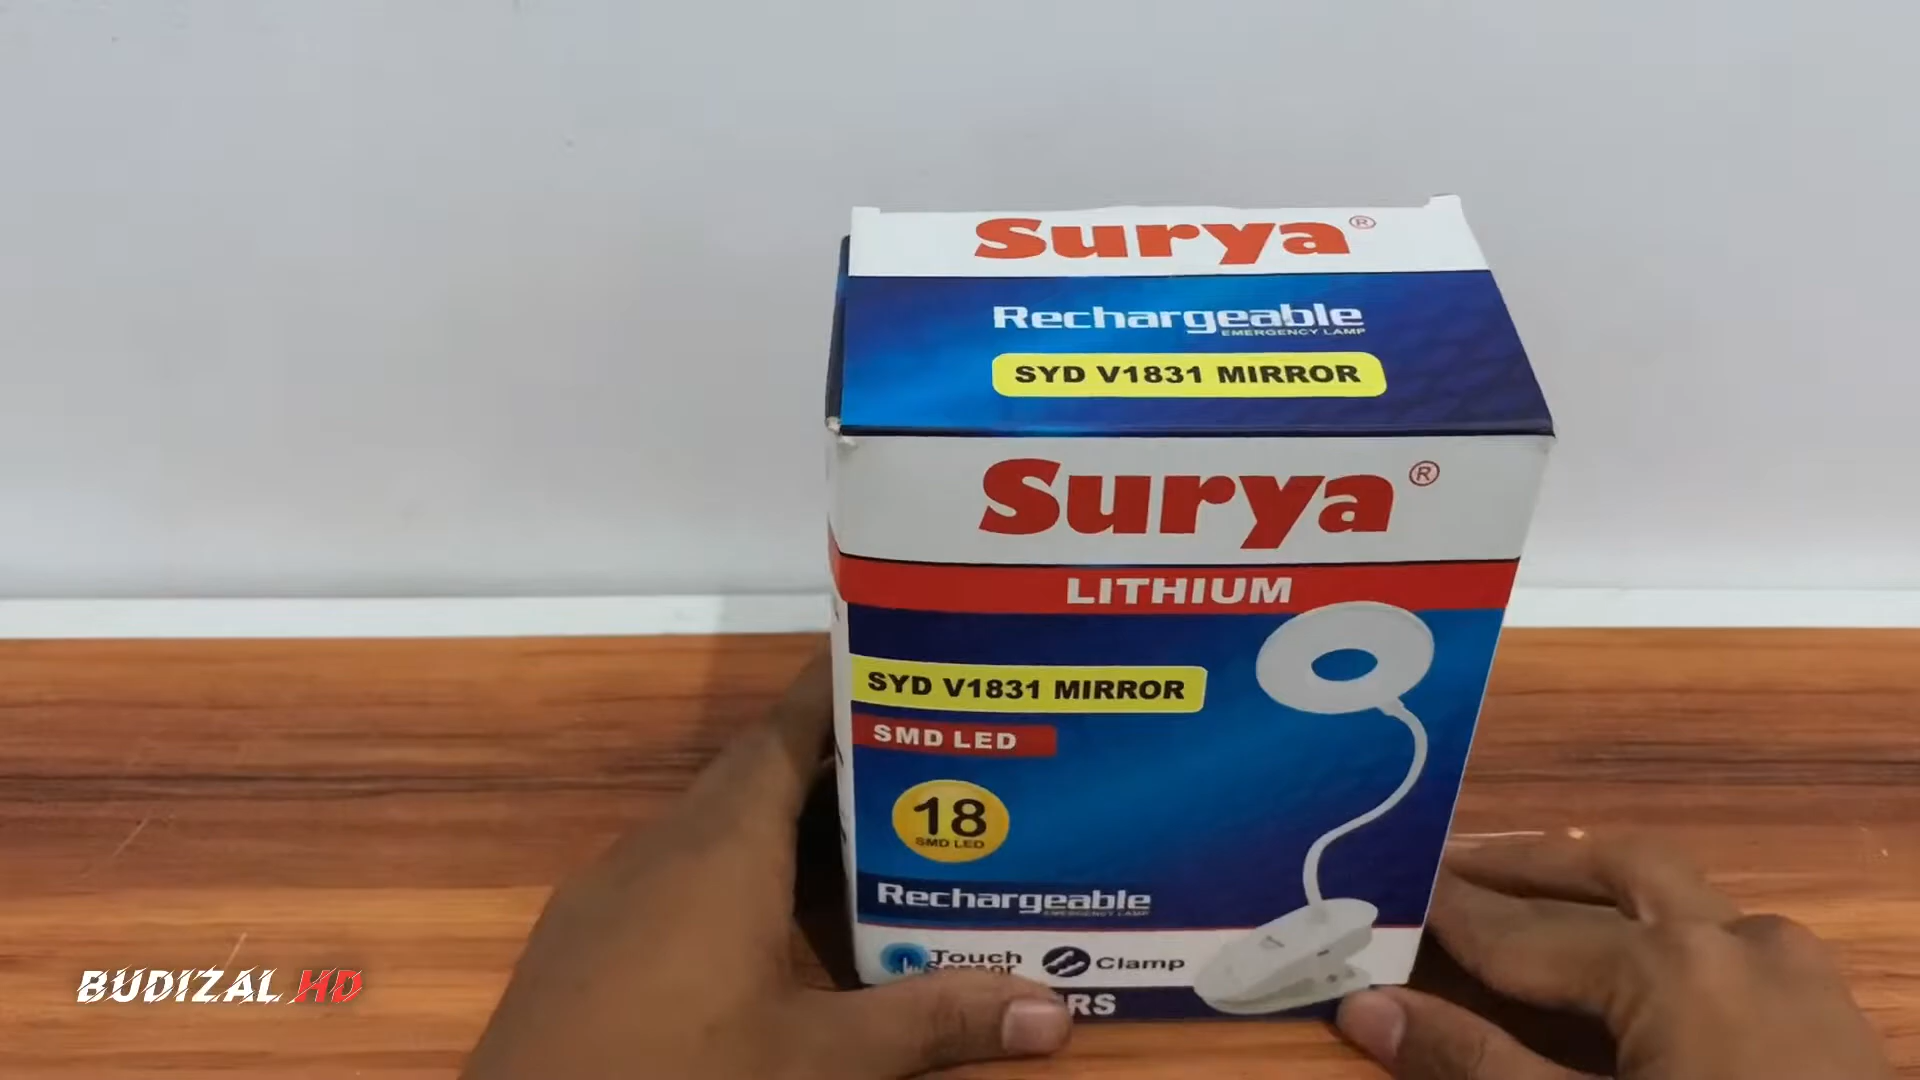 Surya®
Rechargeable
EMERGENCY LAMP
SYD V1831 MIRROR
Surya®
LITHIUM
SYD V1831 MIRROR
SMD LED
18
SMD LED
Rechargeable
EMERGENCY LAMP
Touch
Sensor
Clamp
BUDIZAL HD